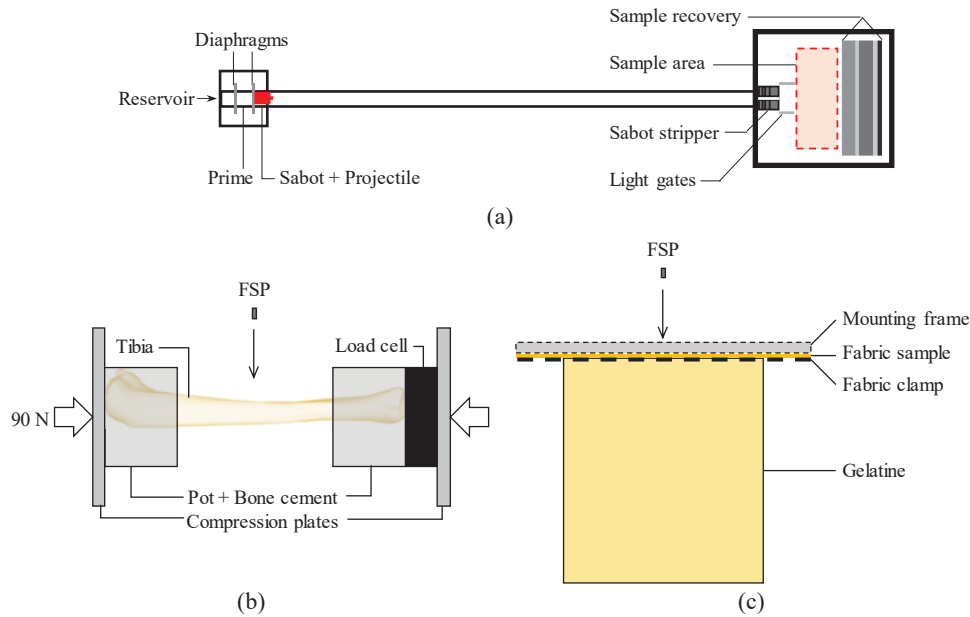 Sample recovery
Diaphragms
Sample area
Reservoir
Sabot stripper
Prime
Sabot + Projectile
Light gates
(a)
FSP
FSP
Mounting frame
Tibia
Load cell
Fabric sample
Fabric clamp
90 N
Gelatine
Pot + Bone cement
Compression plates
(b)
(c)